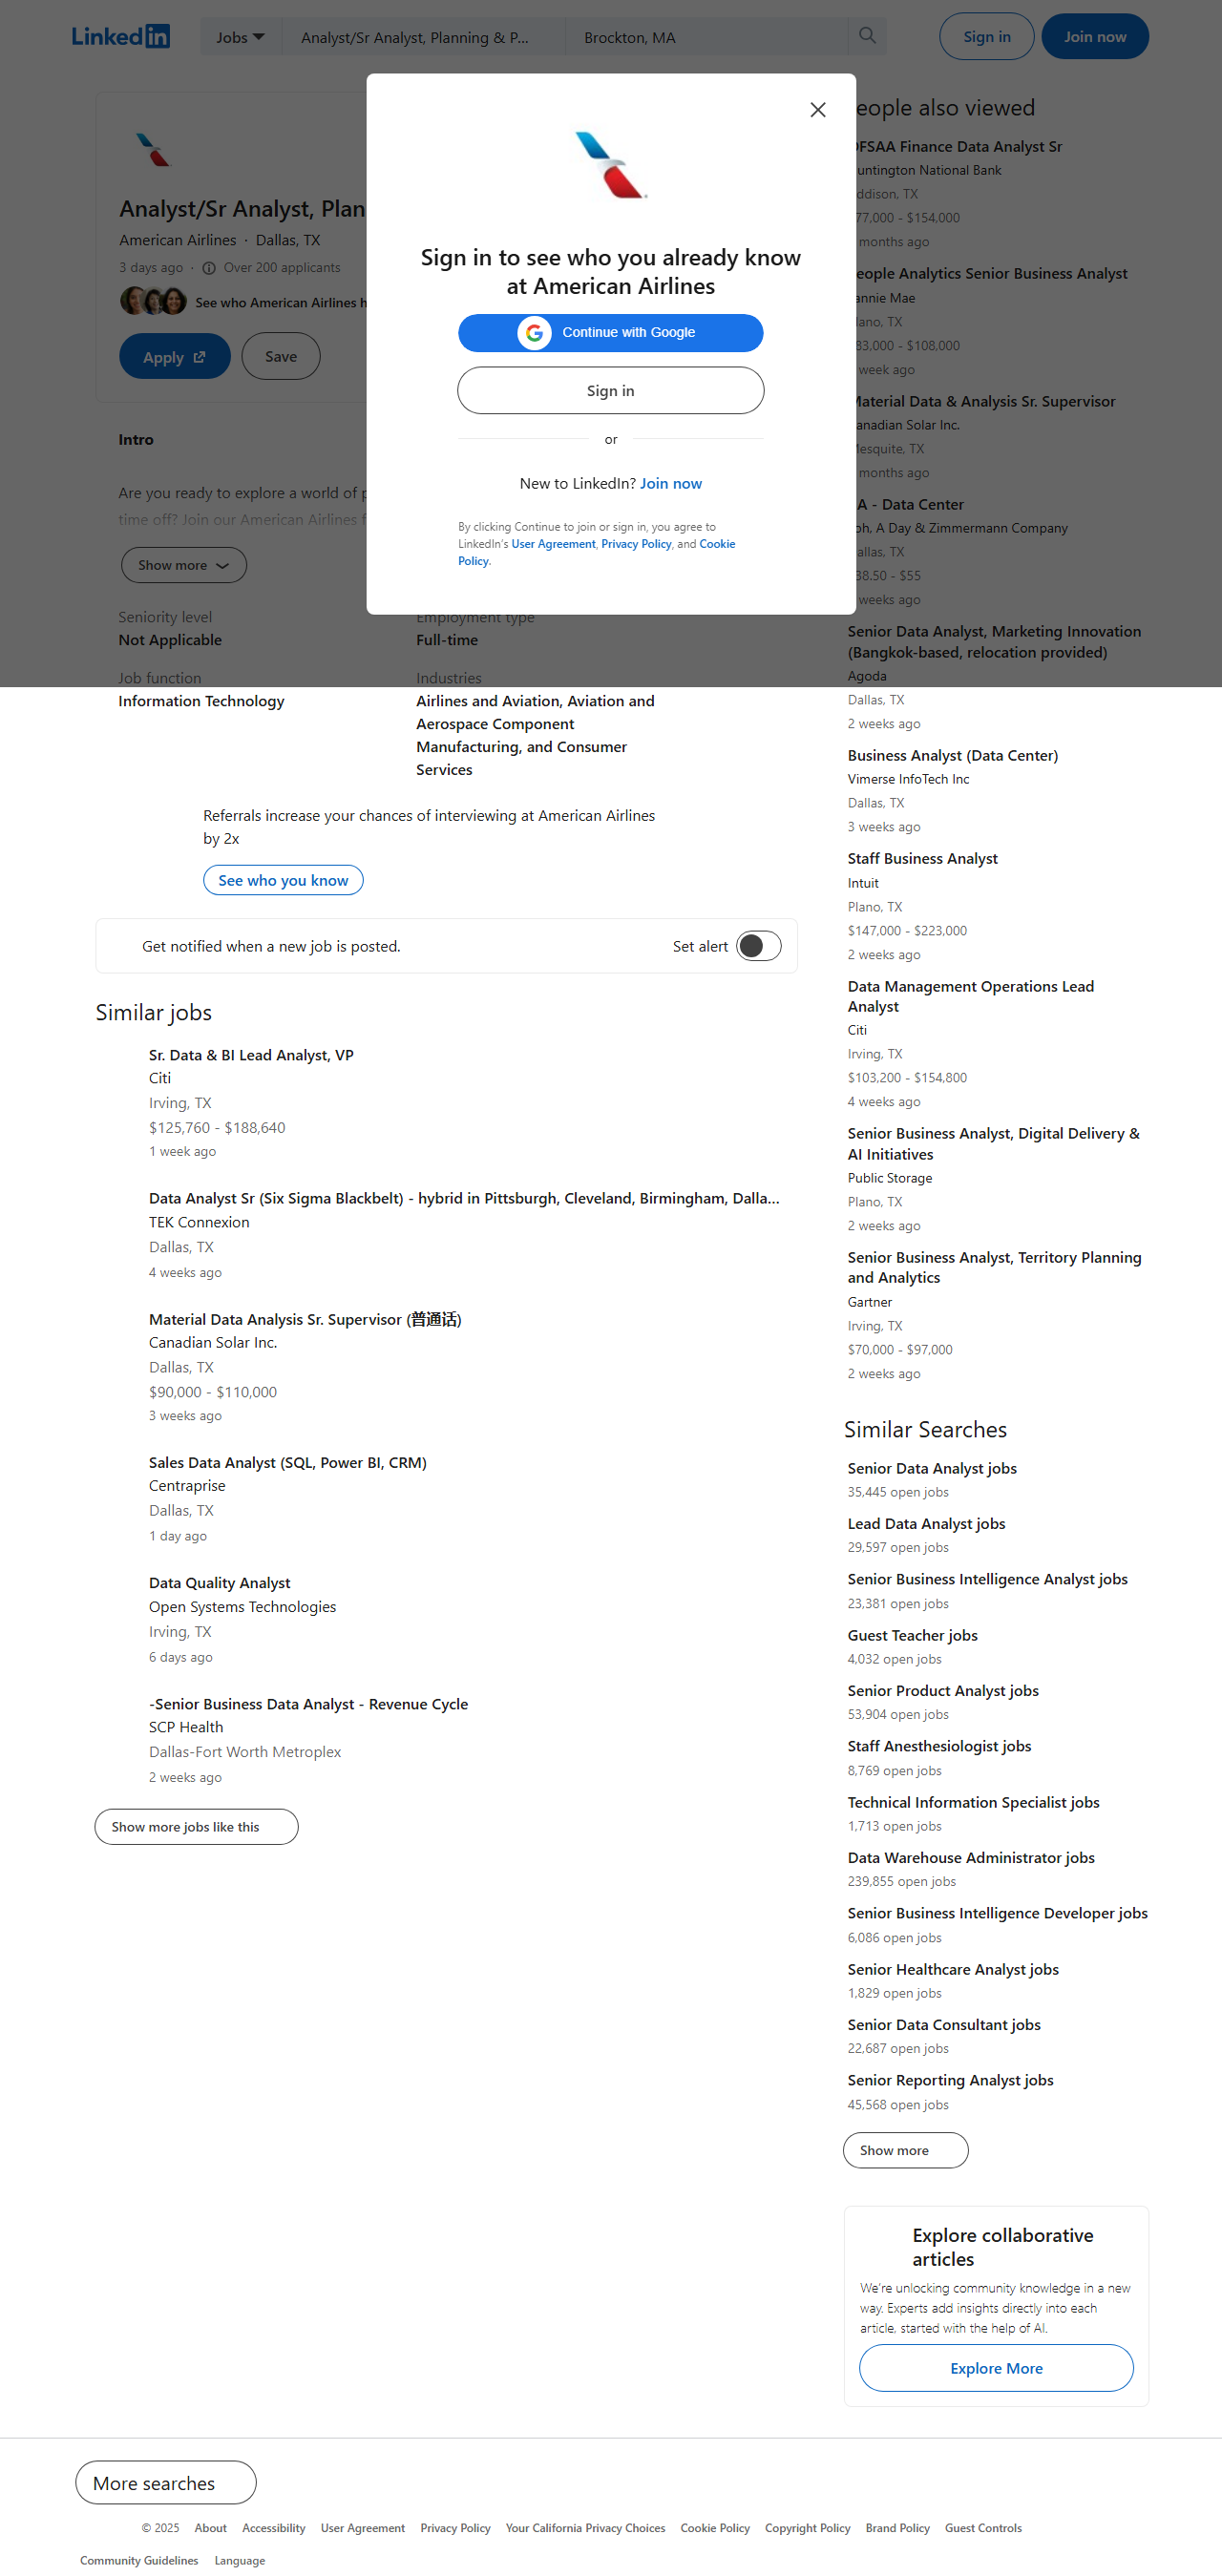 LinkedIn
Jobs
Analyst/Sr Analyst, Planning & P...
Brockton, MA
Sign in
Join now
Analyst/Sr Analyst, Plan
American Airlines · Dallas, TX
3 days ago · Over 200 applicants
See who American Airlines h
Apply
Save
Intro
Are you ready to explore a world of p
time off? Join our American Airlines f
Show more
Seniority level
Not Applicable
Employment type
Full-time
Job function
Information Technology
Industries
Airlines and Aviation, Aviation and
Aerospace Component
Manufacturing, and Consumer
Services
Sign in to see who you already know
at American Airlines
Continue with Google
Sign in
or
New to LinkedIn? Join now
By clicking Continue to join or sign in, you agree to
LinkedIn's User Agreement, Privacy Policy, and Cookie
Policy.
Referrals increase your chances of interviewing at American Airlines
by 2x
See who you know
Get notified when a new job is posted.
Set alert
Similar jobs
Sr. Data & BI Lead Analyst, VP
Citi
Irving, TX
$125,760 - $188,640
1 week ago
Data Analyst Sr (Six Sigma Blackbelt) - hybrid in Pittsburgh, Cleveland, Birmingham, Dalla...
TEK Connexion
Dallas, TX
4 weeks ago
Material Data Analysis Sr. Supervisor (普通话)
Canadian Solar Inc.
Dallas, TX
$90,000 - $110,000
3 weeks ago
Sales Data Analyst (SQL, Power BI, CRM)
Centraprise
Dallas, TX
1 day ago
Data Quality Analyst
Open Systems Technologies
Irving, TX
6 days ago
-Senior Business Data Analyst - Revenue Cycle
SCP Health
Dallas-Fort Worth Metroplex
2 weeks ago
Show more jobs like this
eople also viewed
OFSAA Finance Data Analyst Sr
untington National Bank
ddison, TX
77,000 - $154,000
months ago
eople Analytics Senior Business Analyst
annie Mae
lano, TX
83,000 - $108,000
week ago
Material Data & Analysis Sr. Supervisor
anadian Solar Inc.
Mesquite, TX
months ago
A - Data Center
oh, A Day & Zimmermann Company
allas, TX
38.50 - $55
weeks ago
Senior Data Analyst, Marketing Innovation
(Bangkok-based, relocation provided)
Agoda
Dallas, TX
2 weeks ago
Business Analyst (Data Center)
Vimerse InfoTech Inc
Dallas, TX
3 weeks ago
Staff Business Analyst
Intuit
Plano, TX
$147,000 - $223,000
2 weeks ago
Data Management Operations Lead
Analyst
Citi
Irving, TX
$103,200 - $154,800
4 weeks ago
Senior Business Analyst, Digital Delivery &
AI Initiatives
Public Storage
Plano, TX
2 weeks ago
Senior Business Analyst, Territory Planning
and Analytics
Gartner
Irving, TX
$70,000 - $97,000
2 weeks ago
Similar Searches
Senior Data Analyst jobs
35,445 open jobs
Lead Data Analyst jobs
29,597 open jobs
Senior Business Intelligence Analyst jobs
23,381 open jobs
Guest Teacher jobs
4,032 open jobs
Senior Product Analyst jobs
53,904 open jobs
Staff Anesthesiologist jobs
8,769 open jobs
Technical Information Specialist jobs
1,713 open jobs
Data Warehouse Administrator jobs
239,855 open jobs
Senior Business Intelligence Developer jobs
6,086 open jobs
Senior Healthcare Analyst jobs
1,829 open jobs
Senior Data Consultant jobs
22,687 open jobs
Senior Reporting Analyst jobs
45,568 open jobs
Show more
Explore collaborative
articles
We're unlocking community knowledge in a new
way. Experts add insights directly into each
article, started with the help of AI.
Explore More
More searches
© 2025 About Accessibility User Agreement Privacy Policy Your California Privacy Choices Cookie Policy Copyright Policy Brand Policy Guest Controls
Community Guidelines Language